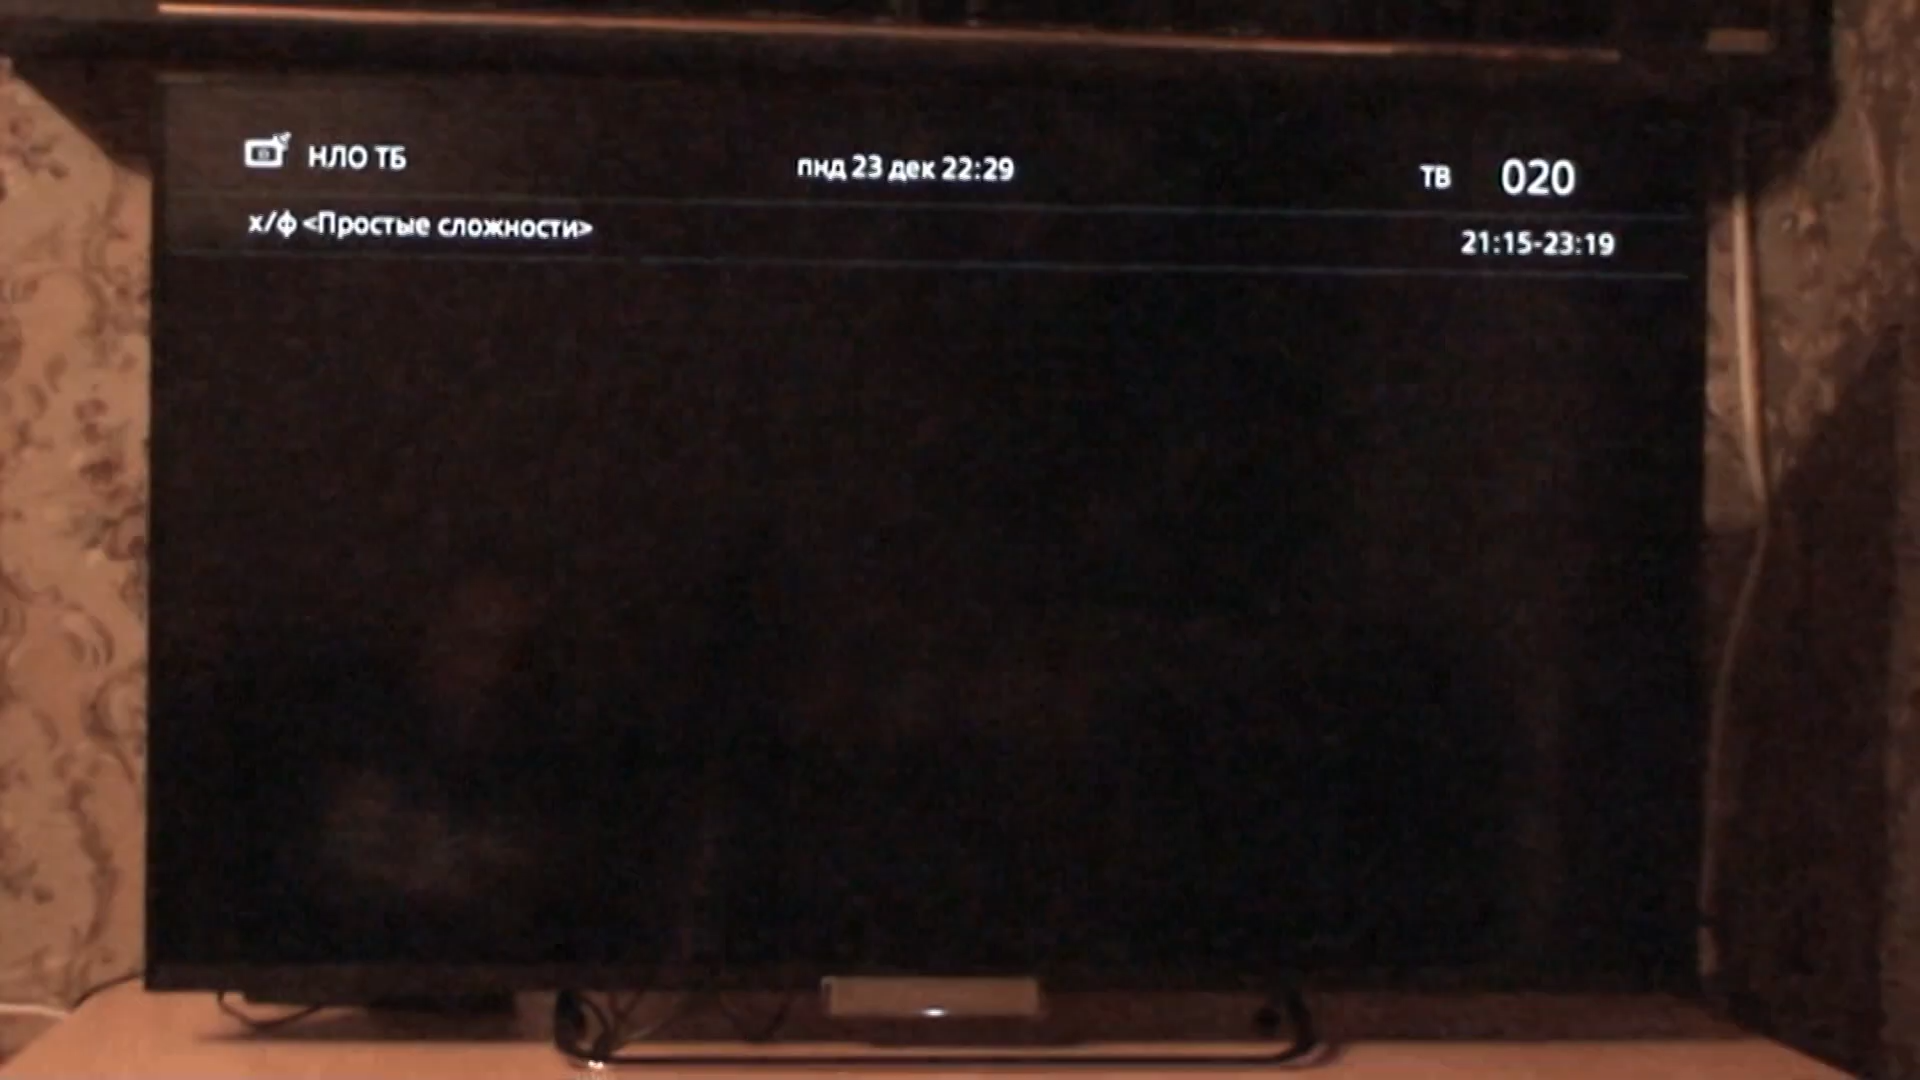 НЛО ТБ
пнд 23 дек 22:29
ТВ 020
х/ф <Простые сложности>
21:15-23:19